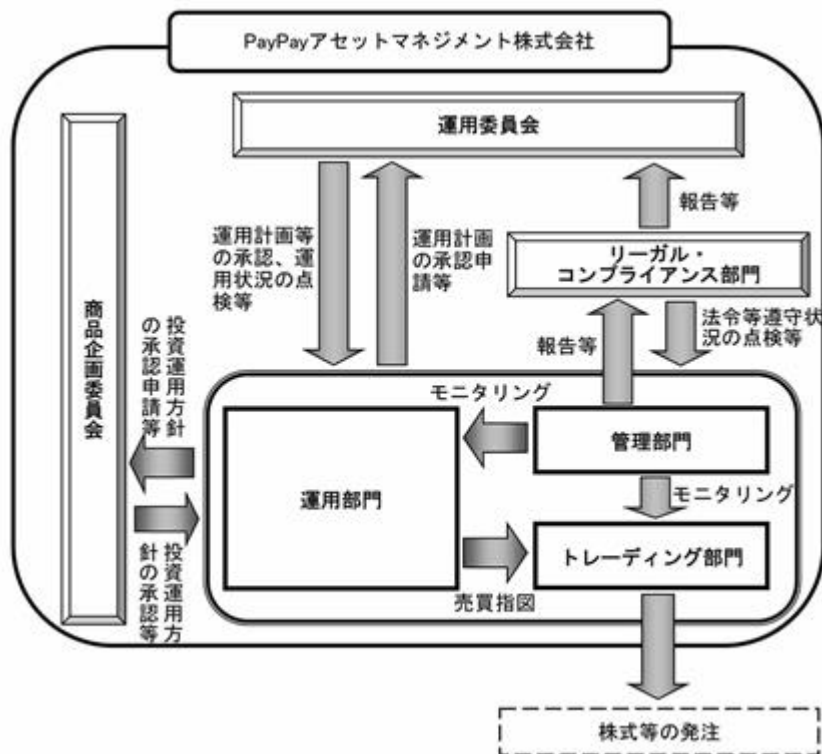 PayPayアセットマネジメント株式会社
運用委員会
報告等
運用計画等
の承認、運
用状況の点
検等
運用計画
の承認申
請等
リーガル・
コンプライアンス部門
商品企画委員会
投資運用方針
の承認申請等
報告等
法令等遵守状
況の点検等
モニタリング
管理部門
運用部門
モニタリング
トレーディング部門
投資運用方
針の承認等
売買指図
株式等の発注